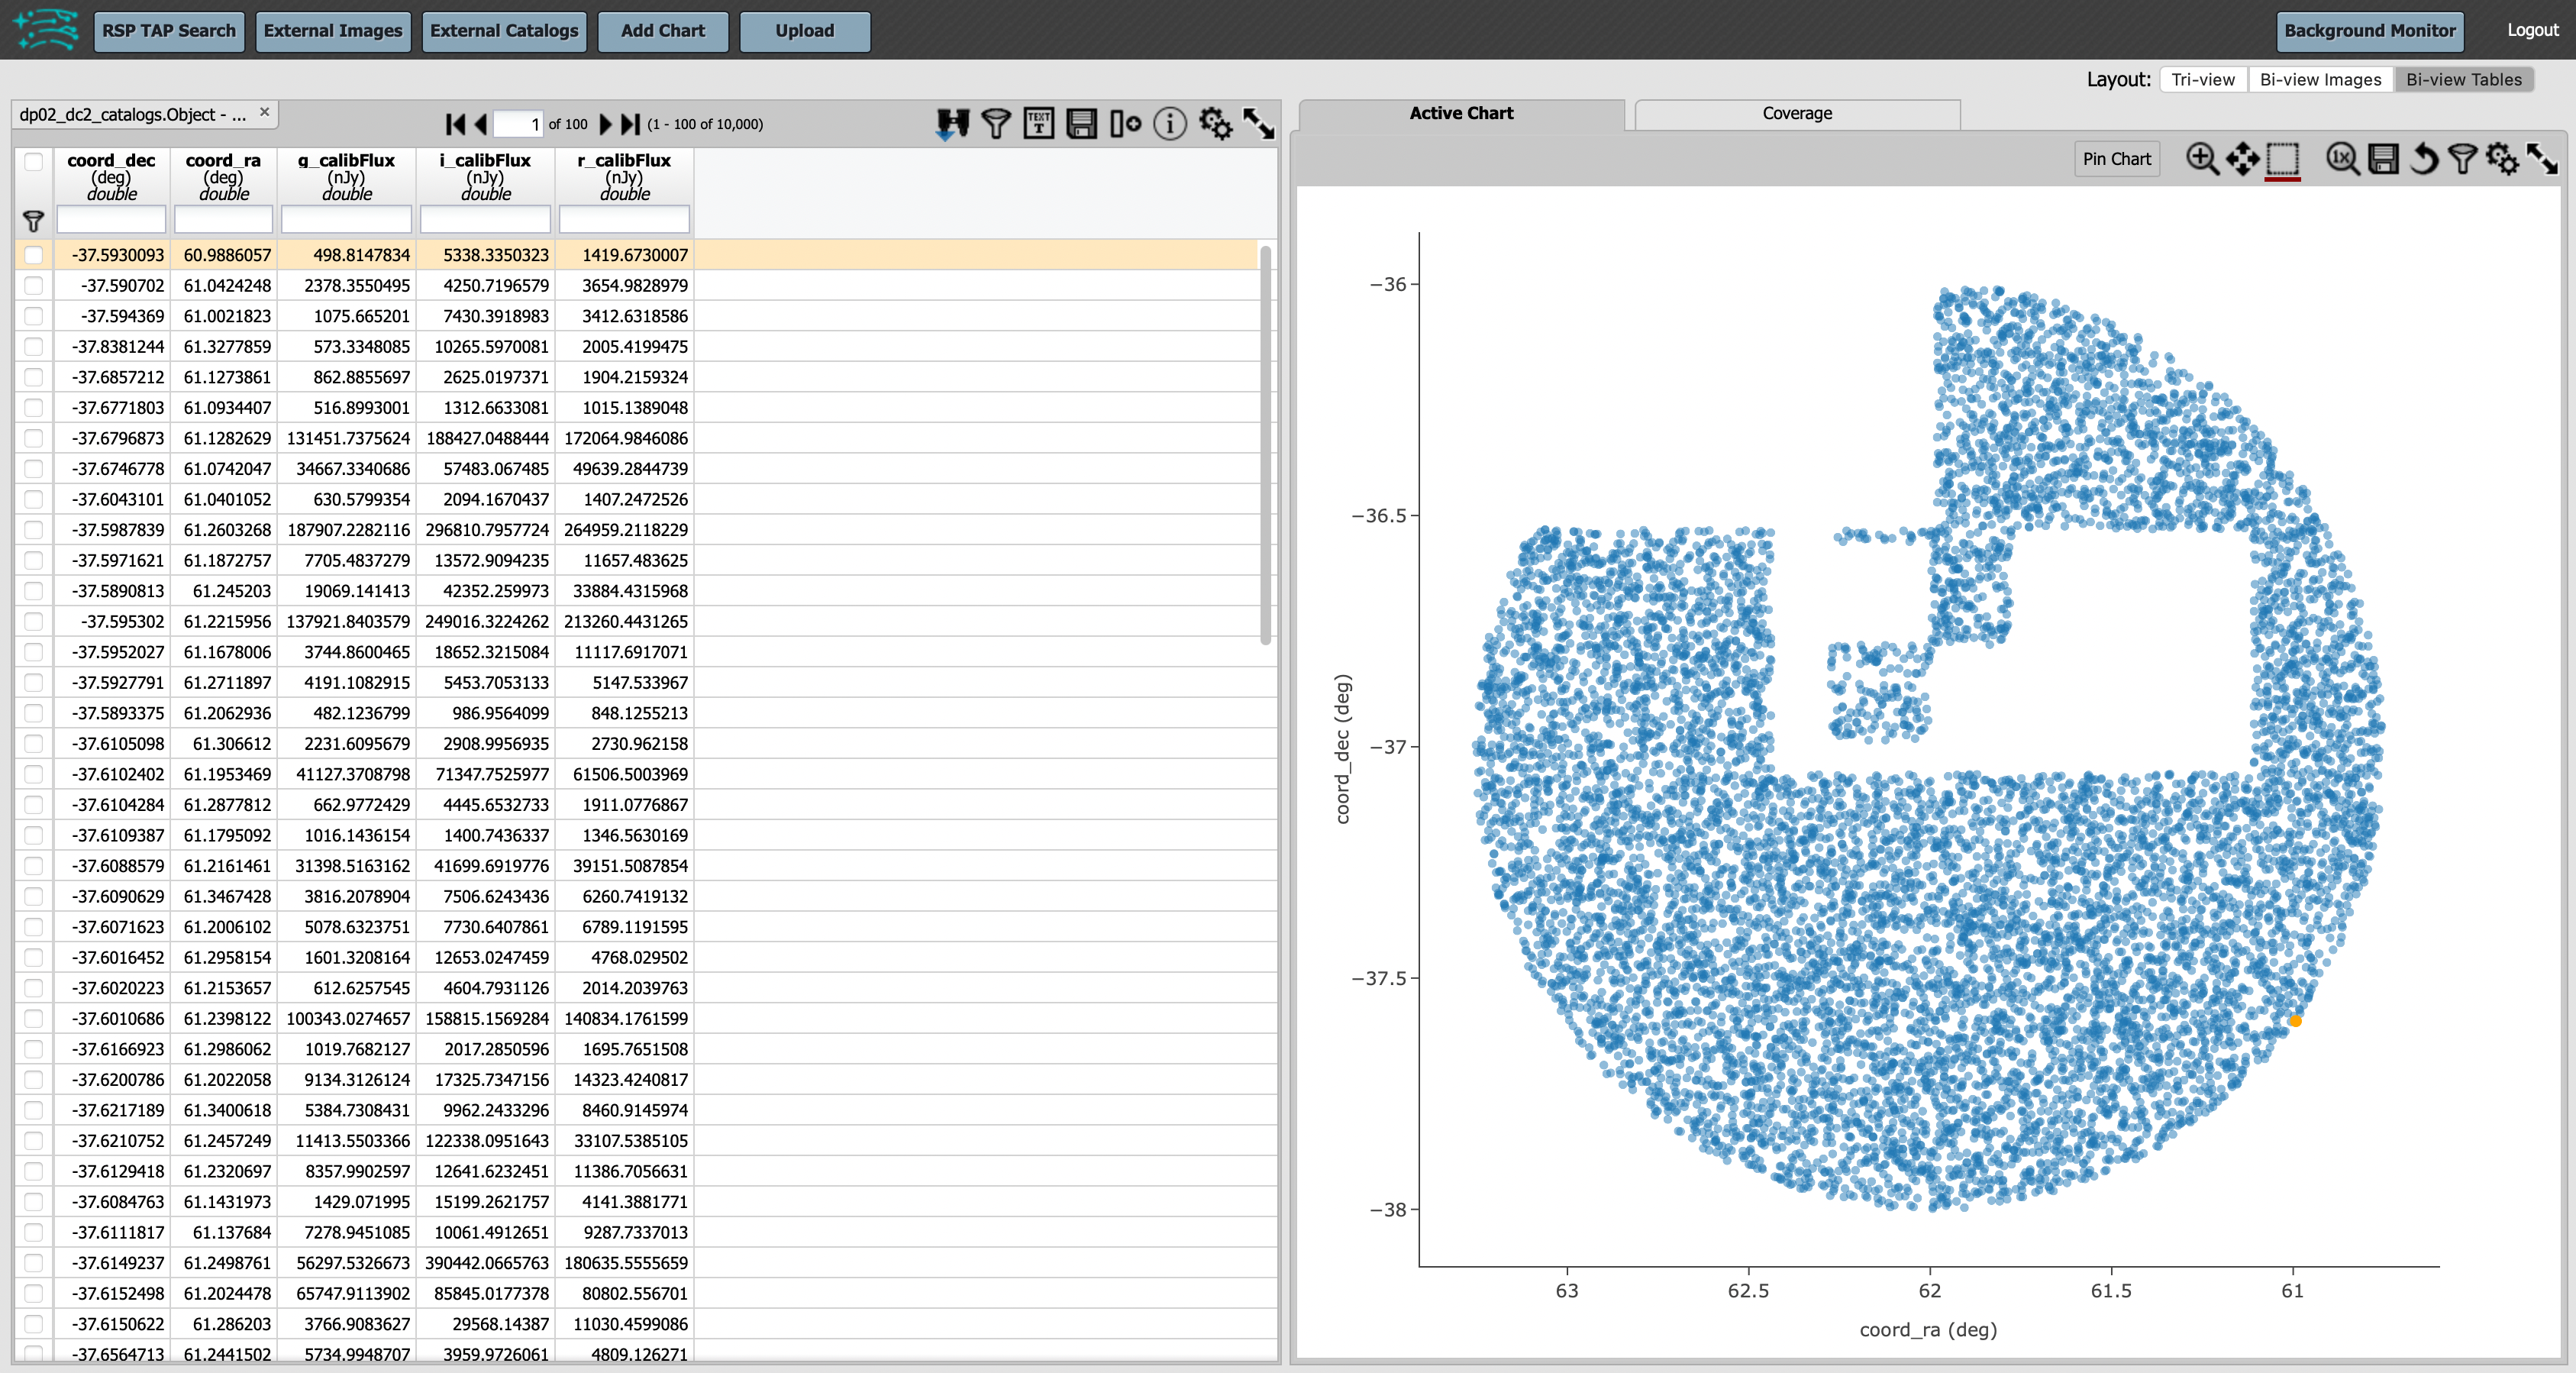 RSP TAP Search External Images External Catalogs Add Chart Upload Background Monitor Logout
Layout: Tri-view Bi-view Images Bi-view Tables
dp02_dc2_catalogs.Object - ... ×
1 of 100 (1 - 100 of 10,000)
TEXT T
i
coord_dec coord_ra g_calibFlux i_calibFlux r_calibFlux
(deg) (deg) (nJy) (nJy) (nJy)
double double double double double
-37.5930093 60.9886057 498.8147834 5338.3350323 1419.6730007
-37.590702 61.0424248 2378.3550495 4250.7196579 3654.9828979
-37.594369 61.0021823 1075.665201 7430.3918983 3412.6318586
-37.8381244 61.3277859 573.3348085 10265.5970081 2005.4199475
-37.6857212 61.1273861 862.8855697 2625.0197371 1904.2159324
-37.6771803 61.0934407 516.8993001 1312.6633081 1015.1389048
-37.6796873 61.1282629 131451.7375624 188427.0488444 172064.9846086
-37.6746778 61.0742047 34667.3340686 57483.067485 49639.2844739
-37.6043101 61.0401052 630.5799354 2094.1670437 1407.2472526
-37.5987839 61.2603268 187907.2282116 296810.7957724 264959.2118229
-37.5971621 61.1872757 7705.4837279 13572.9094235 11657.483625
-37.5890813 61.245203 19069.141413 42352.259973 33884.4315968
-37.595302 61.2215956 137921.8403579 249016.3224262 213260.4431265
-37.5952027 61.1678006 3744.8600465 18652.3215084 11117.6917071
-37.5927791 61.2711897 4191.1082915 5453.7053133 5147.533967
-37.5893375 61.2062936 482.1236799 986.9564099 848.1255213
-37.6105098 61.306612 2231.6095679 2908.9956935 2730.962158
-37.6102402 61.1953469 41127.3708798 71347.7525977 61506.5003969
-37.6104284 61.2877812 662.9772429 4445.6532733 1911.0776867
-37.6109387 61.1795092 1016.1436154 1400.7436337 1346.5630169
-37.6088579 61.2161461 31398.5163162 41699.6919776 39151.5087854
-37.6090629 61.3467428 3816.2078904 7506.6243436 6260.7419132
-37.6071623 61.2006102 5078.6323751 7730.6407861 6789.1191595
-37.6016452 61.2958154 1601.3208164 12653.0247459 4768.029502
-37.6020223 61.2153657 612.6257545 4604.7931126 2014.2039763
-37.6010686 61.2398122 100343.0274657 158815.1569284 140834.1761599
-37.6166923 61.2986062 1019.7682127 2017.2850596 1695.7651508
-37.6200786 61.2022058 9134.3126124 17325.7347156 14323.4240817
-37.6217189 61.3400618 5384.7308431 9962.2433296 8460.9145974
-37.6210752 61.2457249 11413.5503366 122338.0951643 33107.5385105
-37.6129418 61.2320697 8357.9902597 12641.6232451 11386.7056631
-37.6084763 61.1431973 1429.071995 15199.2621757 4141.3881771
-37.6111817 61.137684 7278.9451085 10061.4912651 9287.7337013
-37.6149237 61.2498761 56297.5326673 390442.0665763 180635.5555659
-37.6152498 61.2024478 65747.9113902 85845.0177378 80802.556701
-37.6150622 61.286203 3766.9083627 29568.14387 11030.4599086
-37.6564713 61.2441502 5734.9948707 3959.9726061 4809.126271
Active Chart Coverage
Pin Chart 1x
−36
−36.5
−37
−37.5
−38
coord_dec (deg)
63 62.5 62 61.5 61
coord_ra (deg)